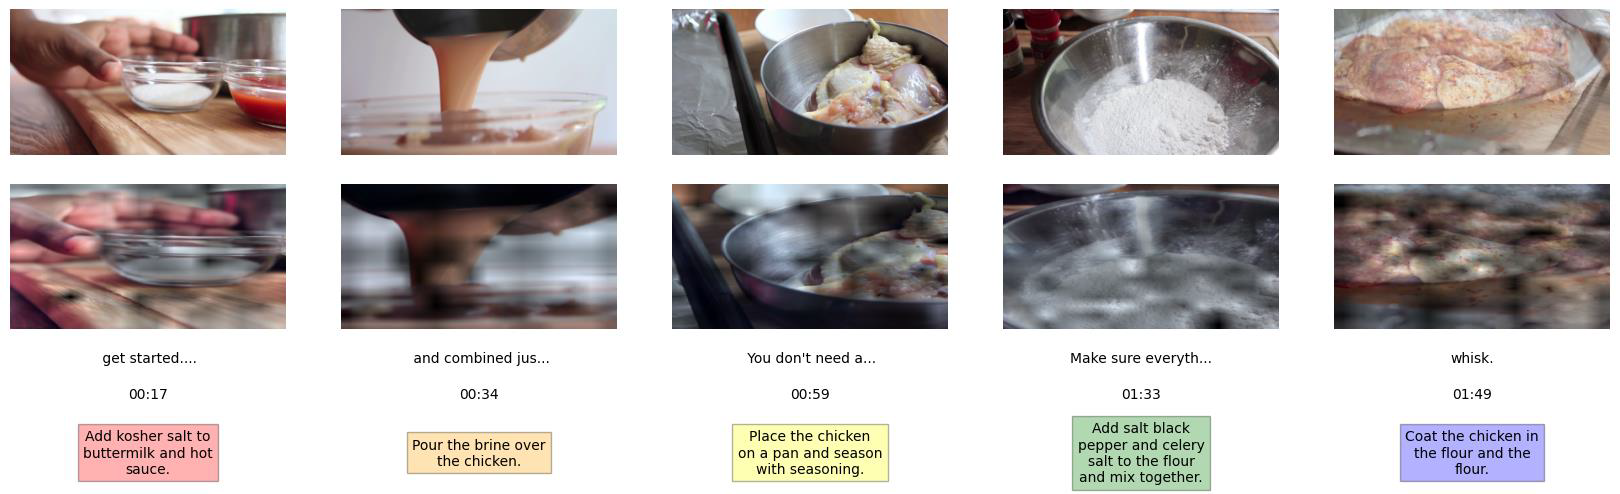 get started....
and combined jus...
You don't need a...
Make sure everyth...
whisk.
00:17
00:34
00:59
01:33
01:49
Add kosher salt to
buttermilk and hot
sauce.
Pour the brine over
the chicken.
Place the chicken
on a pan and season
with seasoning.
Add salt black
pepper and celery
salt to the flour
and mix together.
Coat the chicken in
the flour and the
flour.